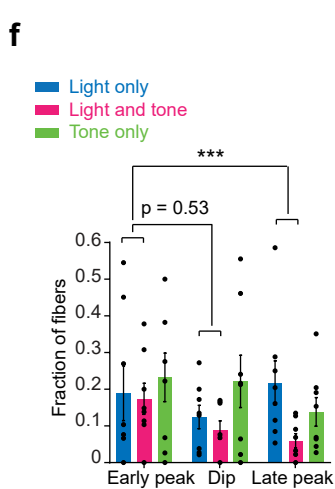 f
Light only
Light and tone
Tone only
***
p = 0.53
0.6
0.5
0.4
0.3
0.2
0.1
0
Fraction of fibers
Early peak Dip Late peak